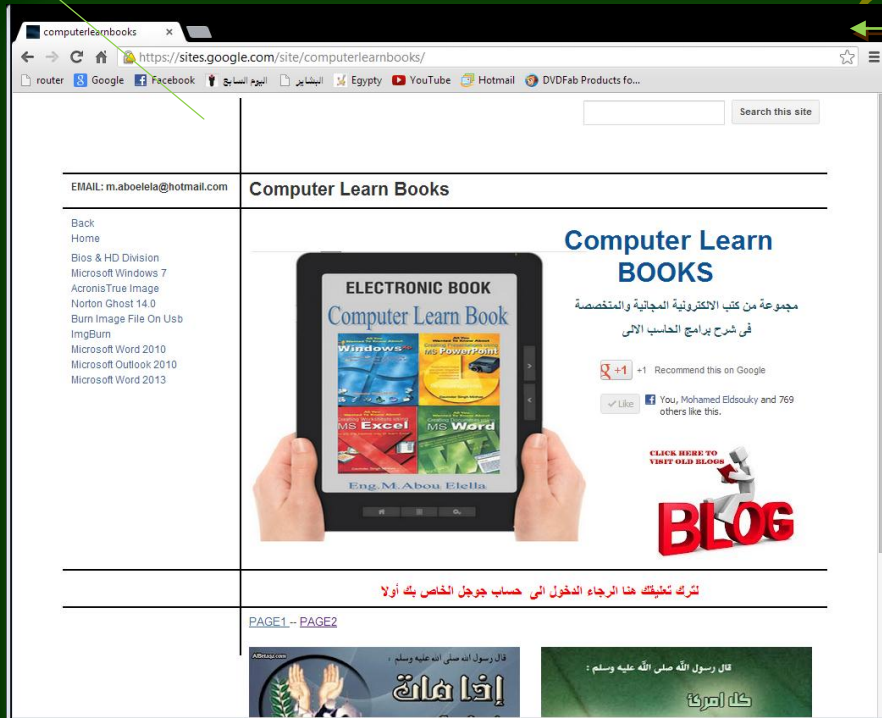 computerlearnbooks
https://sites.google.com/site/computerlearnbooks/
router Google Facebook اليوم السابع البشاير Egypty YouTube Hotmail DVDFab Products fo...
Search this site
EMAIL: m.aboelela@hotmail.com
Computer Learn Books
Back
Home
Bios & HD Division
Microsoft Windows 7
AcronisTrue Image
Norton Ghost 14.0
Burn Image File On Usb
ImgBurn
Microsoft Word 2010
Microsoft Outlook 2010
Microsoft Word 2013
ELECTRONIC BOOK
Computer Learn Book
Windows
MS PowerPoint
MS Excel
MS Word
Eng.M.Abou Elella
Computer Learn
BOOKS
مجموعة من كتب الالكترونية المجانية والمتخصصة
فى شرح برامج الحاسب الالى
+1 +1 Recommend this on Google
Like You, Mohamed Eldsouky and 769
others like this.
CLICK HERE TO
VISIT OLD BLOGS
BLOG
لترك تعليقك هنا الرجاء الدخول الى حساب جوجل الخاص بك أولا
PAGE1 -- PAGE2
قال رسول الله صلى الله عليه وسلم :
إذا مات
قال رسول الله صلى الله عليه وسلم :
كل امرئ